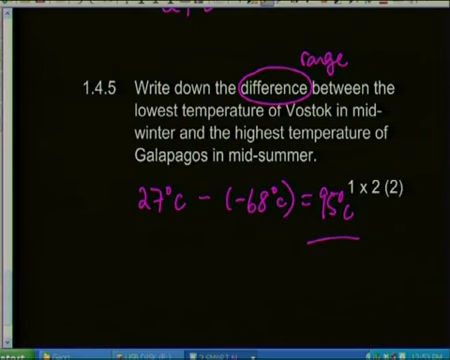 range
1.4.5 Write down the difference between the
lowest temperature of Vostok in mid-
winter and the highest temperature of
Galapagos in mid-summer.
1 x 2 (2)
27°C - (-68°C) = 95°C